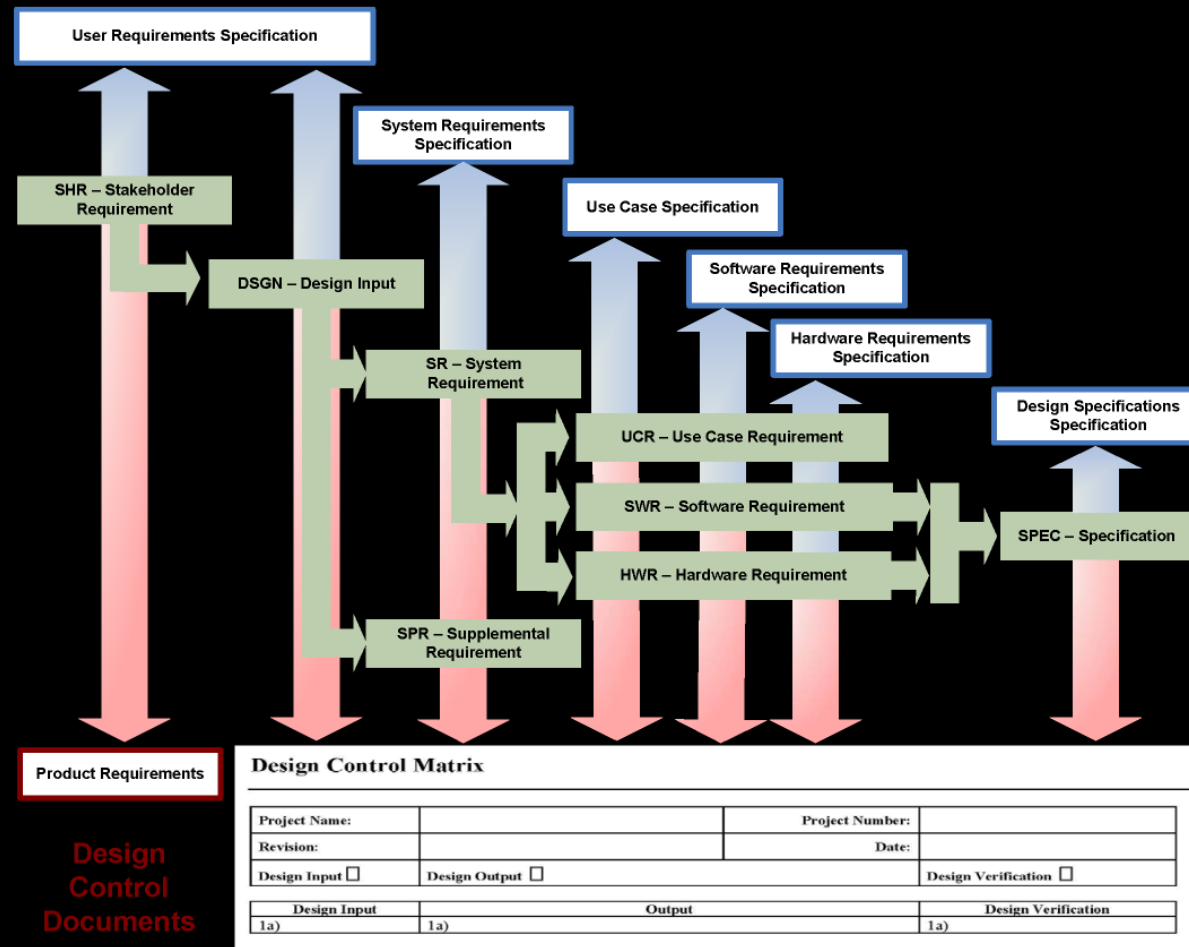 User Requirements Specification
System Requirements
Specification
SHR – Stakeholder
Requirement
Use Case Specification
DSGN – Design Input
Software Requirements
Specification
Hardware Requirements
Specification
SR – System
Requirement
Design Specifications
Specification
UCR – Use Case Requirement
SWR – Software Requirement
SPEC – Specification
HWR – Hardware Requirement
SPR – Supplemental
Requirement
Product Requirements
Design
Control
Documents
Design Control Matrix
Project Name: Project Number:
Revision: Date:
Design Input ☐ Design Output ☐ Design Verification ☐
Design Input Output Design Verification
1a) 1a) 1a)